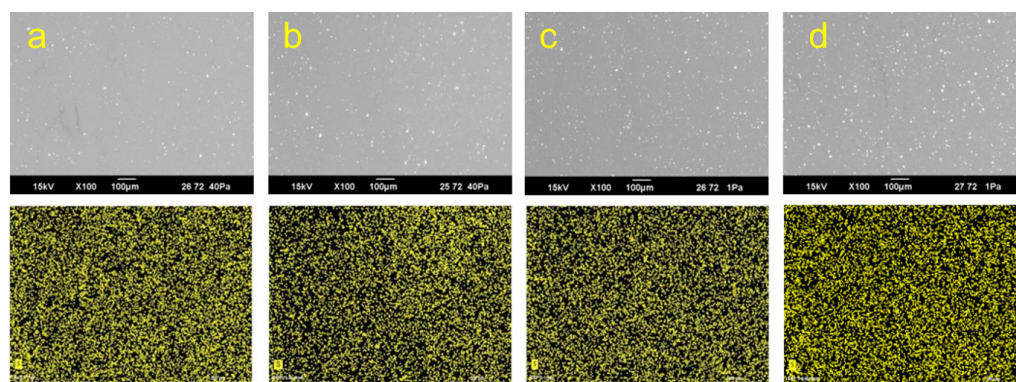 a
b
c
d
15kV X100 100µm 26 72 40Pa
15kV X100 100µm 25 72 40Pa
15kV X100 100µm 26 72 1Pa
15kV X100 100µm 27 72 1Pa